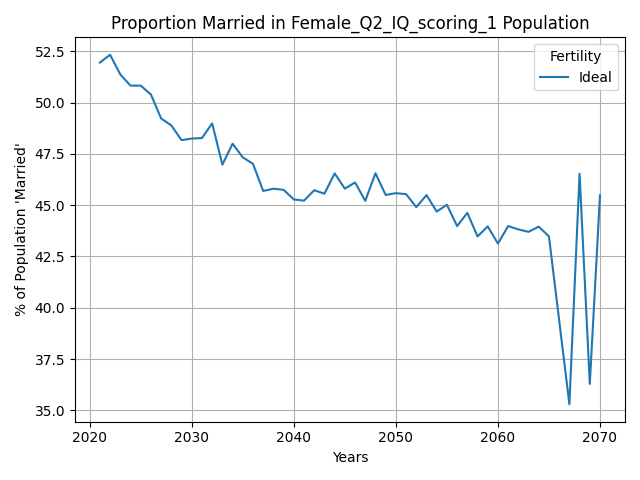 Proportion Married in Female_Q2_IQ_scoring_1 Population
Fertility
Ideal
% of Population 'Married'
52.5
50.0
47.5
45.0
42.5
40.0
37.5
35.0
2020
2030
2040
2050
2060
2070
Years